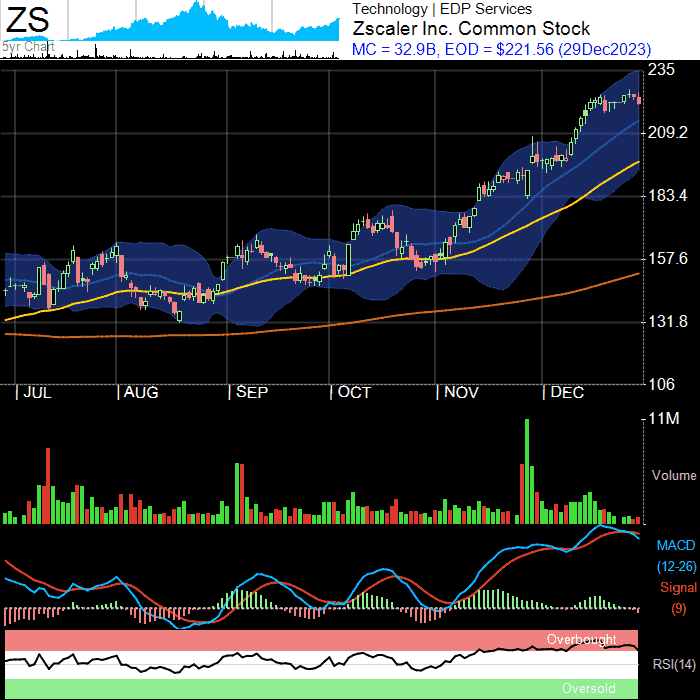 ZS
5yr Chart
Technology | EDP Services
Zscaler Inc. Common Stock
MC = 32.9B, EOD = $221.56 (29Dec2023)
235
209.2
183.4
157.6
131.8
106
| JUL | AUG | SEP | OCT | NOV | DEC
11M
Volume
MACD
(12-26)
Signal
(9)
Overbought
RSI(14)
Oversold